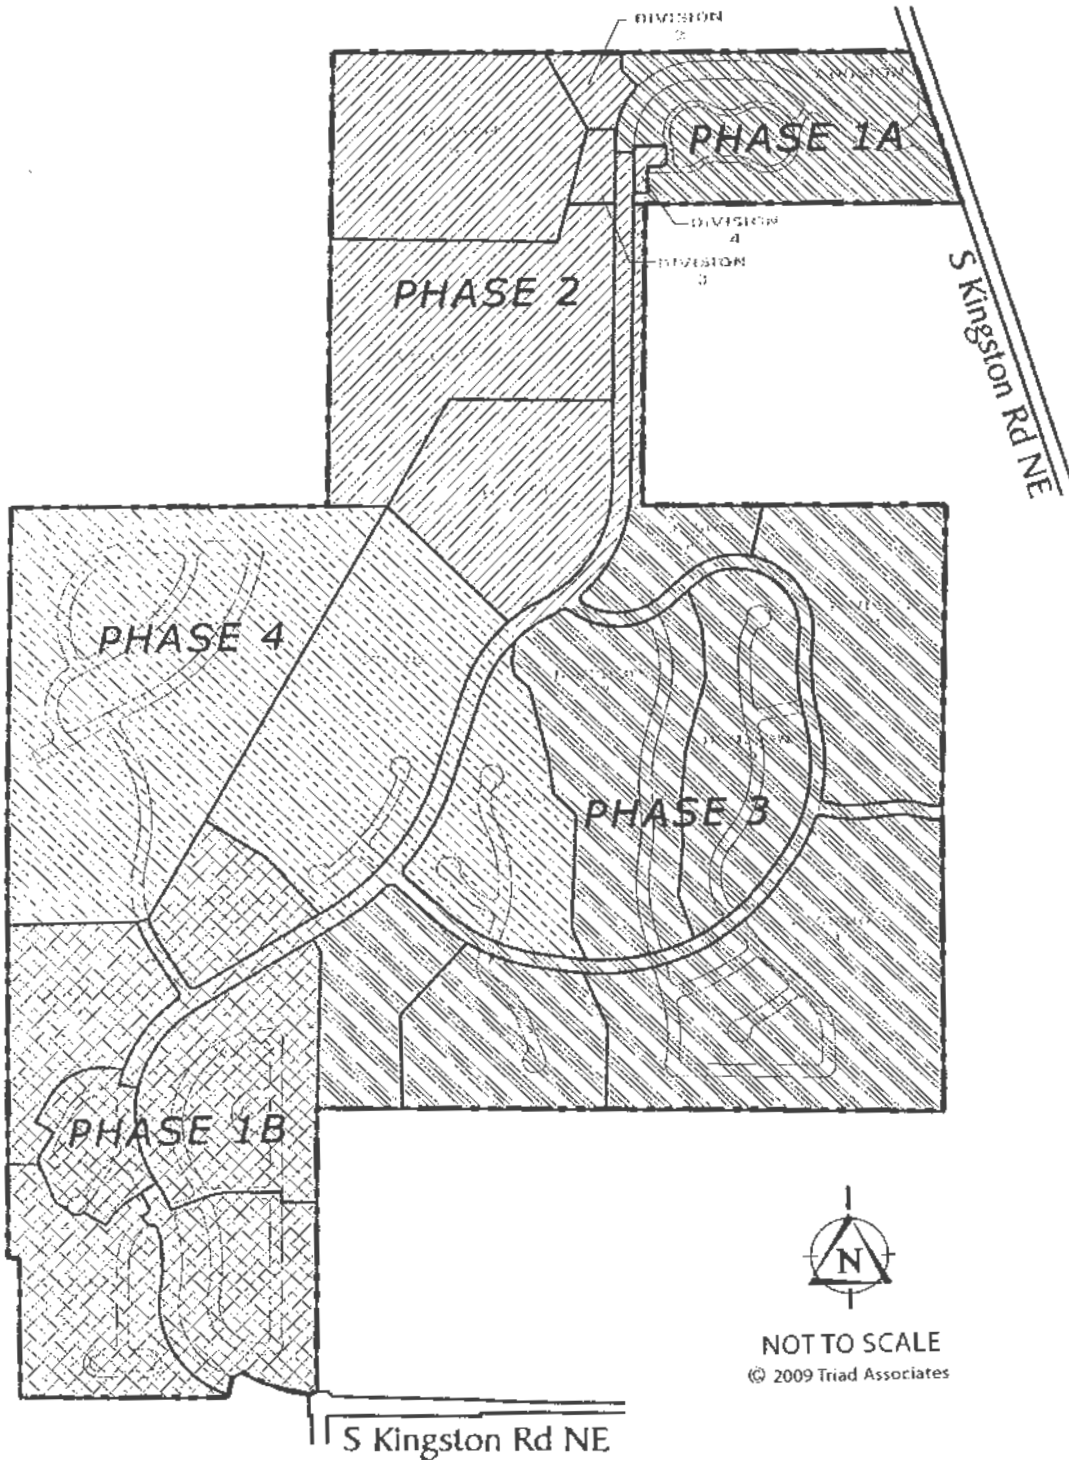 DIVISION
2
PHASE 1A
DIVISION
4
DIVISION
3
PHASE 2
S Kingston Rd NE
PHASE 4
PHASE 3
PHASE 1B
N
NOT TO SCALE
© 2009 Triad Associates
S Kingston Rd NE